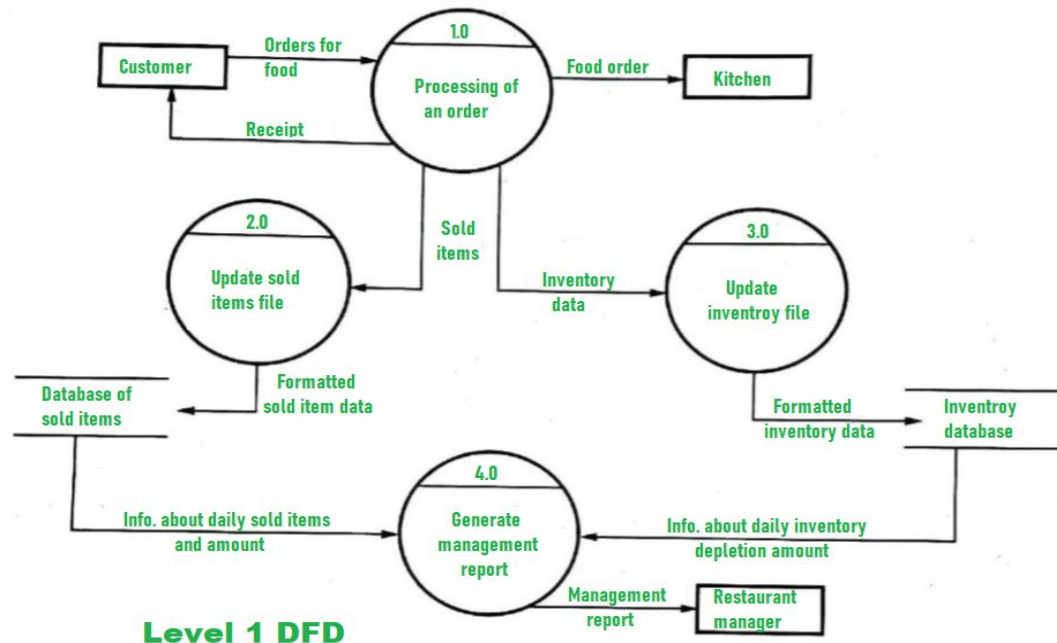 1.0
Orders for
food
Customer
Processing of
an order
Food order
Kitchen
Receipt
2.0
Update sold
items file
Sold
items
3.0
Update
inventroy file
Inventory
data
Formatted
sold item data
Database of
sold items
Formatted
inventory data
Inventroy
database
4.0
Generate
management
report
Info. about daily sold items
and amount
Info. about daily inventory
depletion amount
Management
report
Restaurant
manager
Level 1 DFD